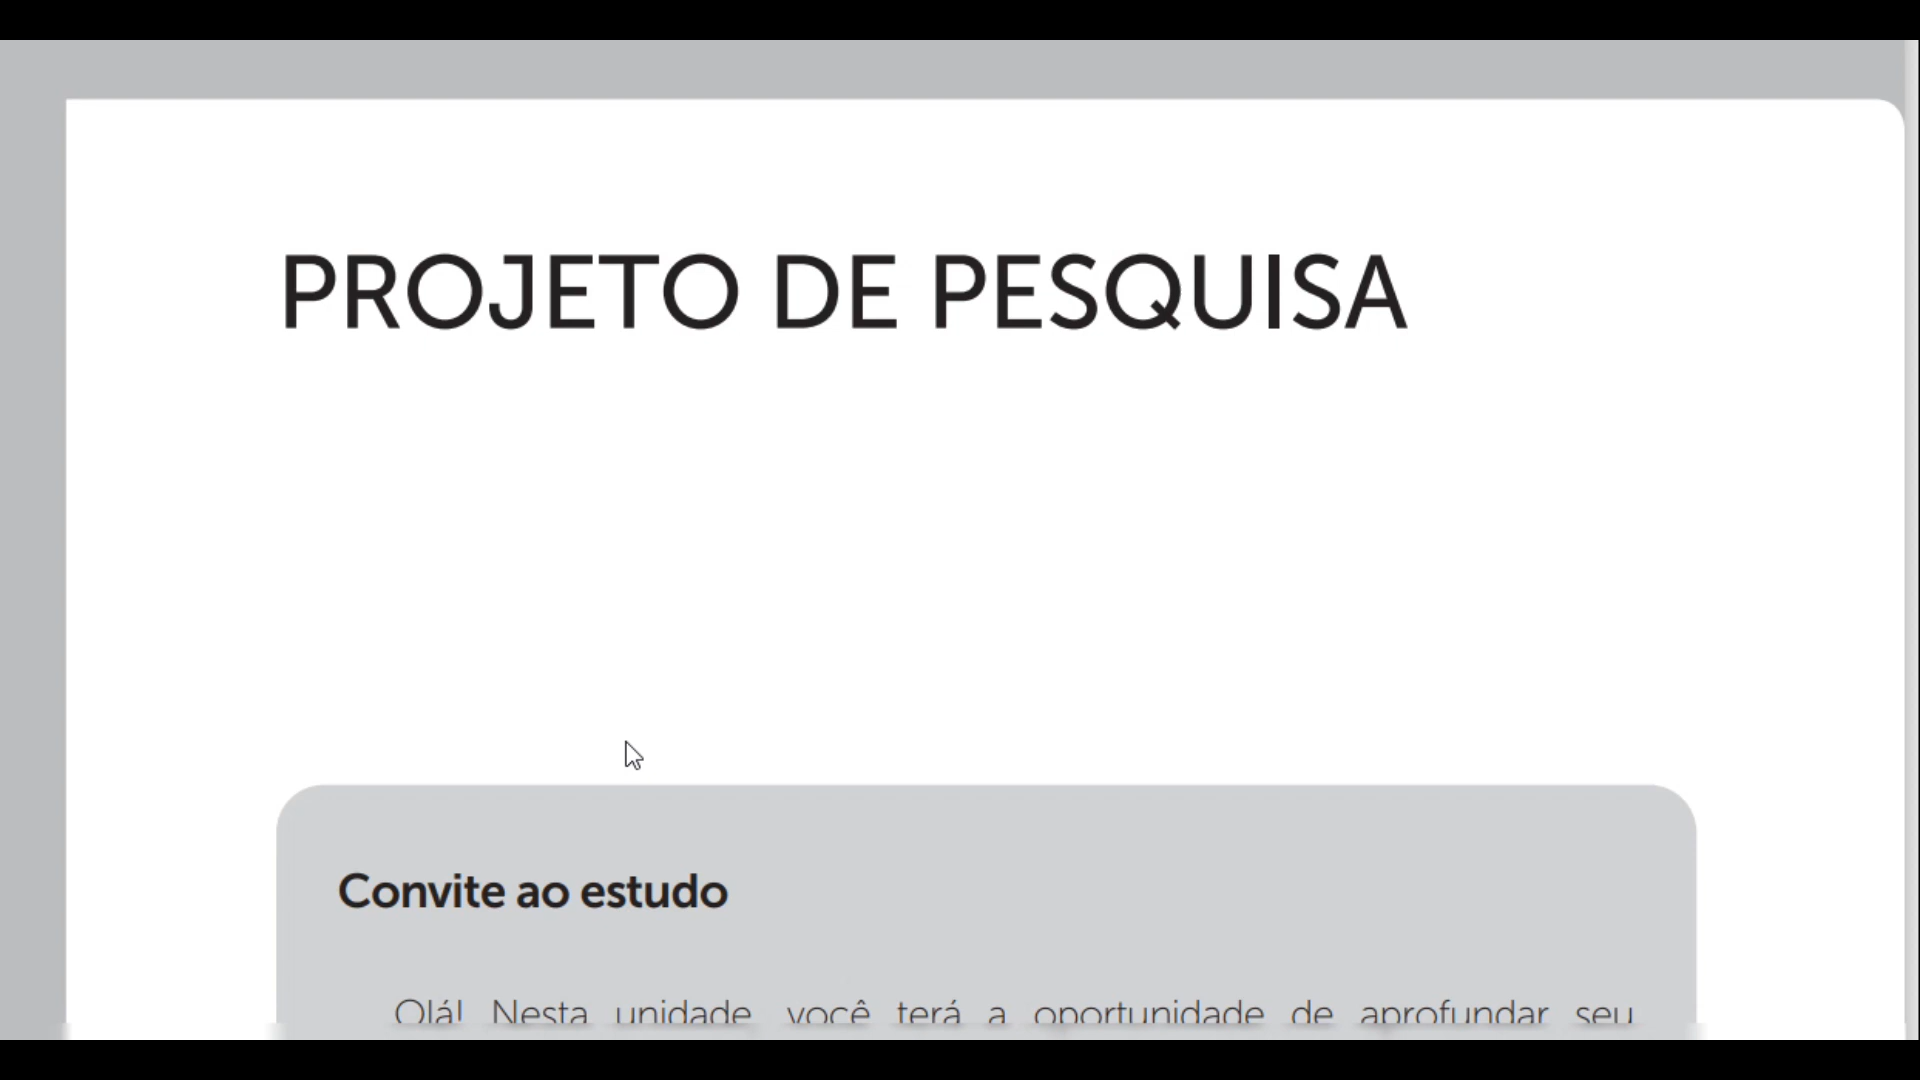 PROJETO DE PESQUISA
Convite ao estudo
Olá! Nesta unidade você terá a oportunidade de aprofundar seu